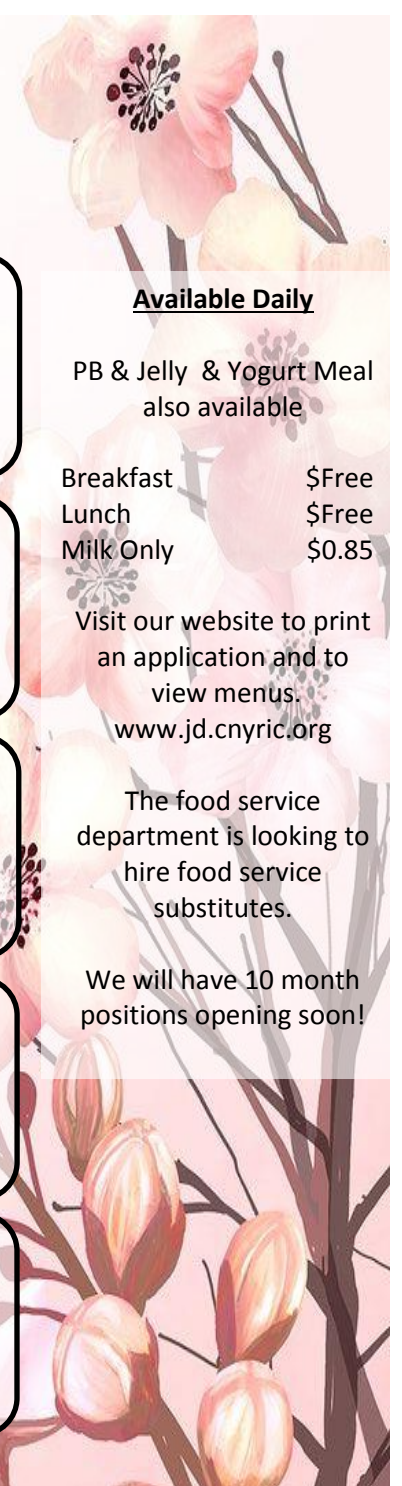 Available Daily
PB & Jelly & Yogurt Meal
also available
Breakfast $Free
Lunch $Free
Milk Only $0.85
Visit our website to print
an application and to
view menus.
www.jd.cnyric.org
The food service
department is looking to
hire food service
substitutes.
We will have 10 month
positions opening soon!